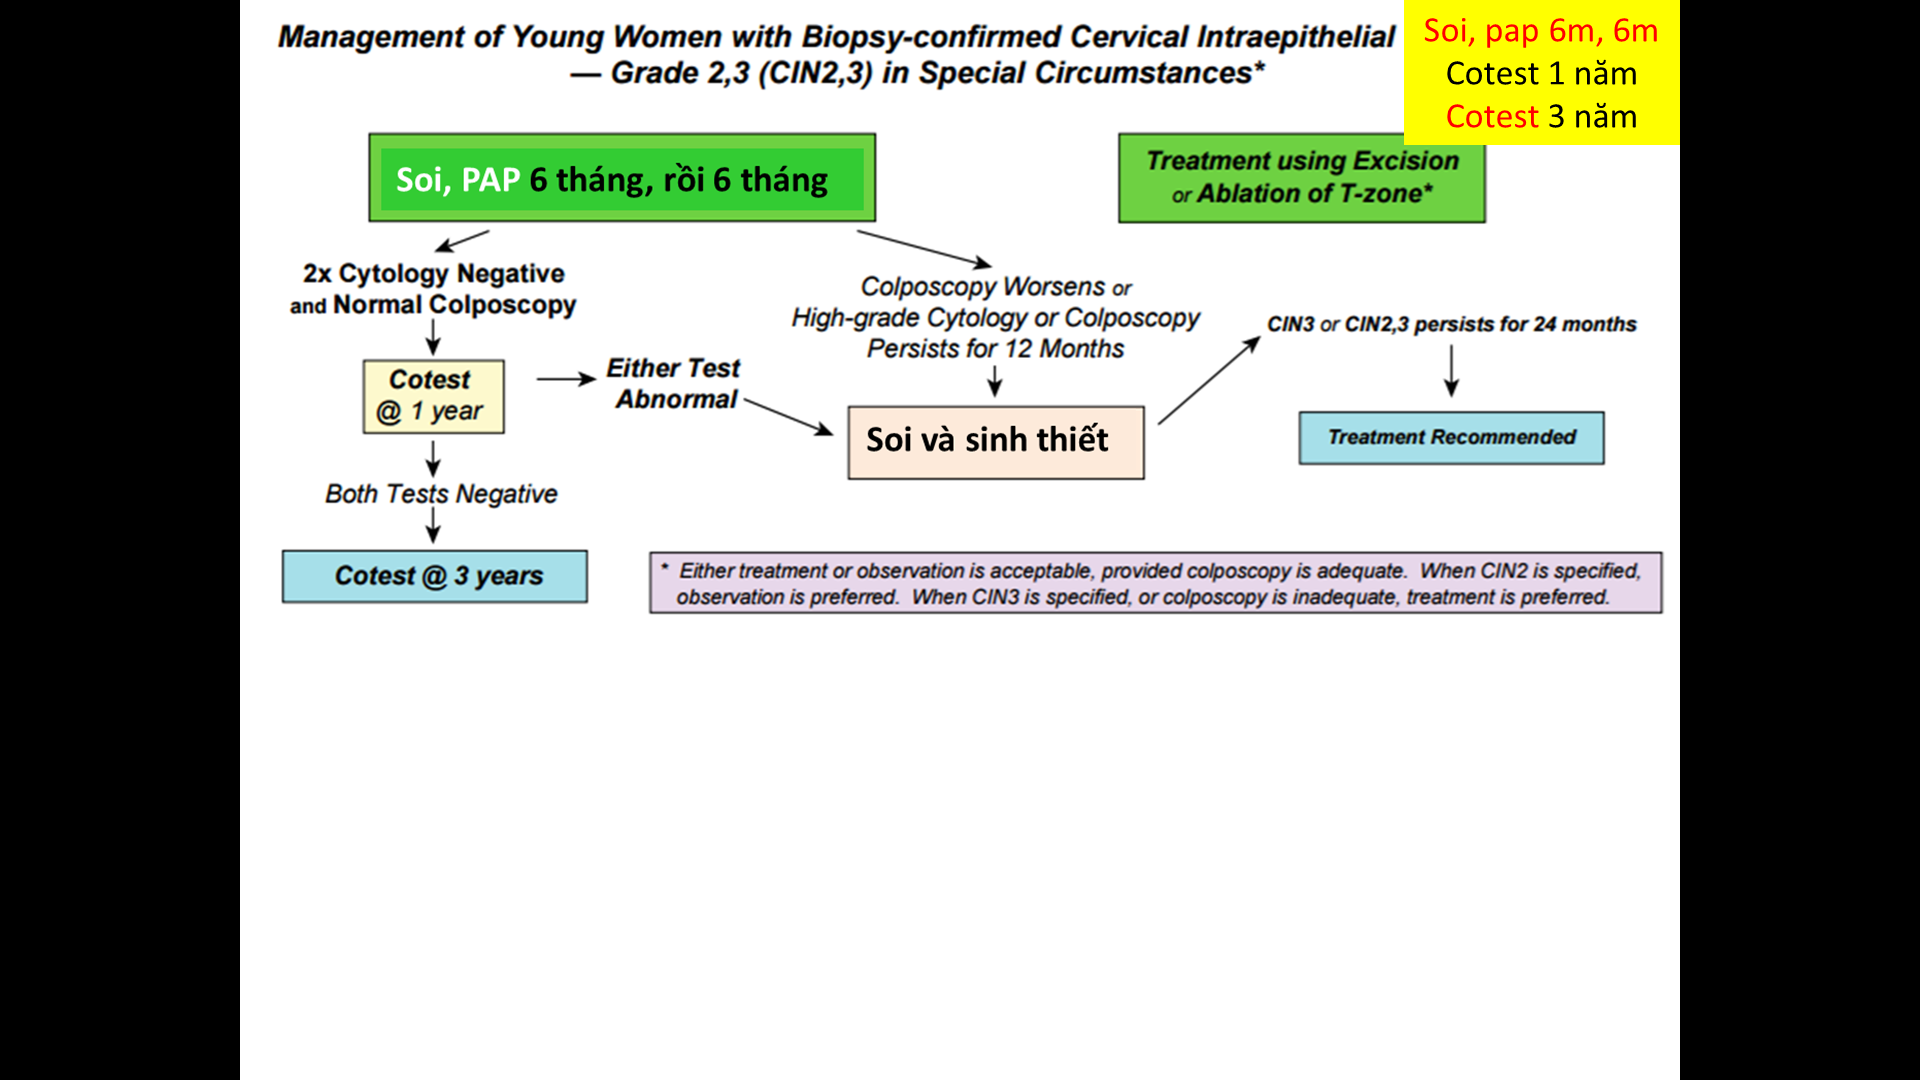 Management of Young Women with Biopsy-confirmed Cervical Intraepithelial
— Grade 2,3 (CIN2,3) in Special Circumstances*
Soi, pap 6m, 6m
Cotest 1 năm
Cotest 3 năm
Soi, PAP 6 tháng, rồi 6 tháng
Treatment using Excision
or Ablation of T-zone*
2x Cytology Negative
and Normal Colposcopy
Colposcopy Worsens or
High-grade Cytology or Colposcopy
Persists for 12 Months
CIN3 or CIN2,3 persists for 24 months
Cotest
@ 1 year
Either Test
Abnormal
Soi và sinh thiết
Treatment Recommended
Both Tests Negative
Cotest @ 3 years
* Either treatment or observation is acceptable, provided colposcopy is adequate. When CIN2 is specified,
observation is preferred. When CIN3 is specified, or colposcopy is inadequate, treatment is preferred.